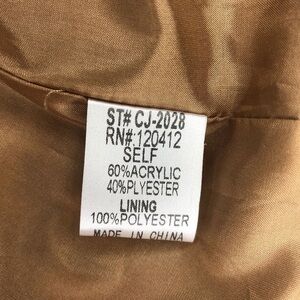 ST# CJ-2028
RN#:120412
SELF
60%ACRYLIC
40%PLYESTER
LINING
100%POLYESTER
MADE IN CHINA